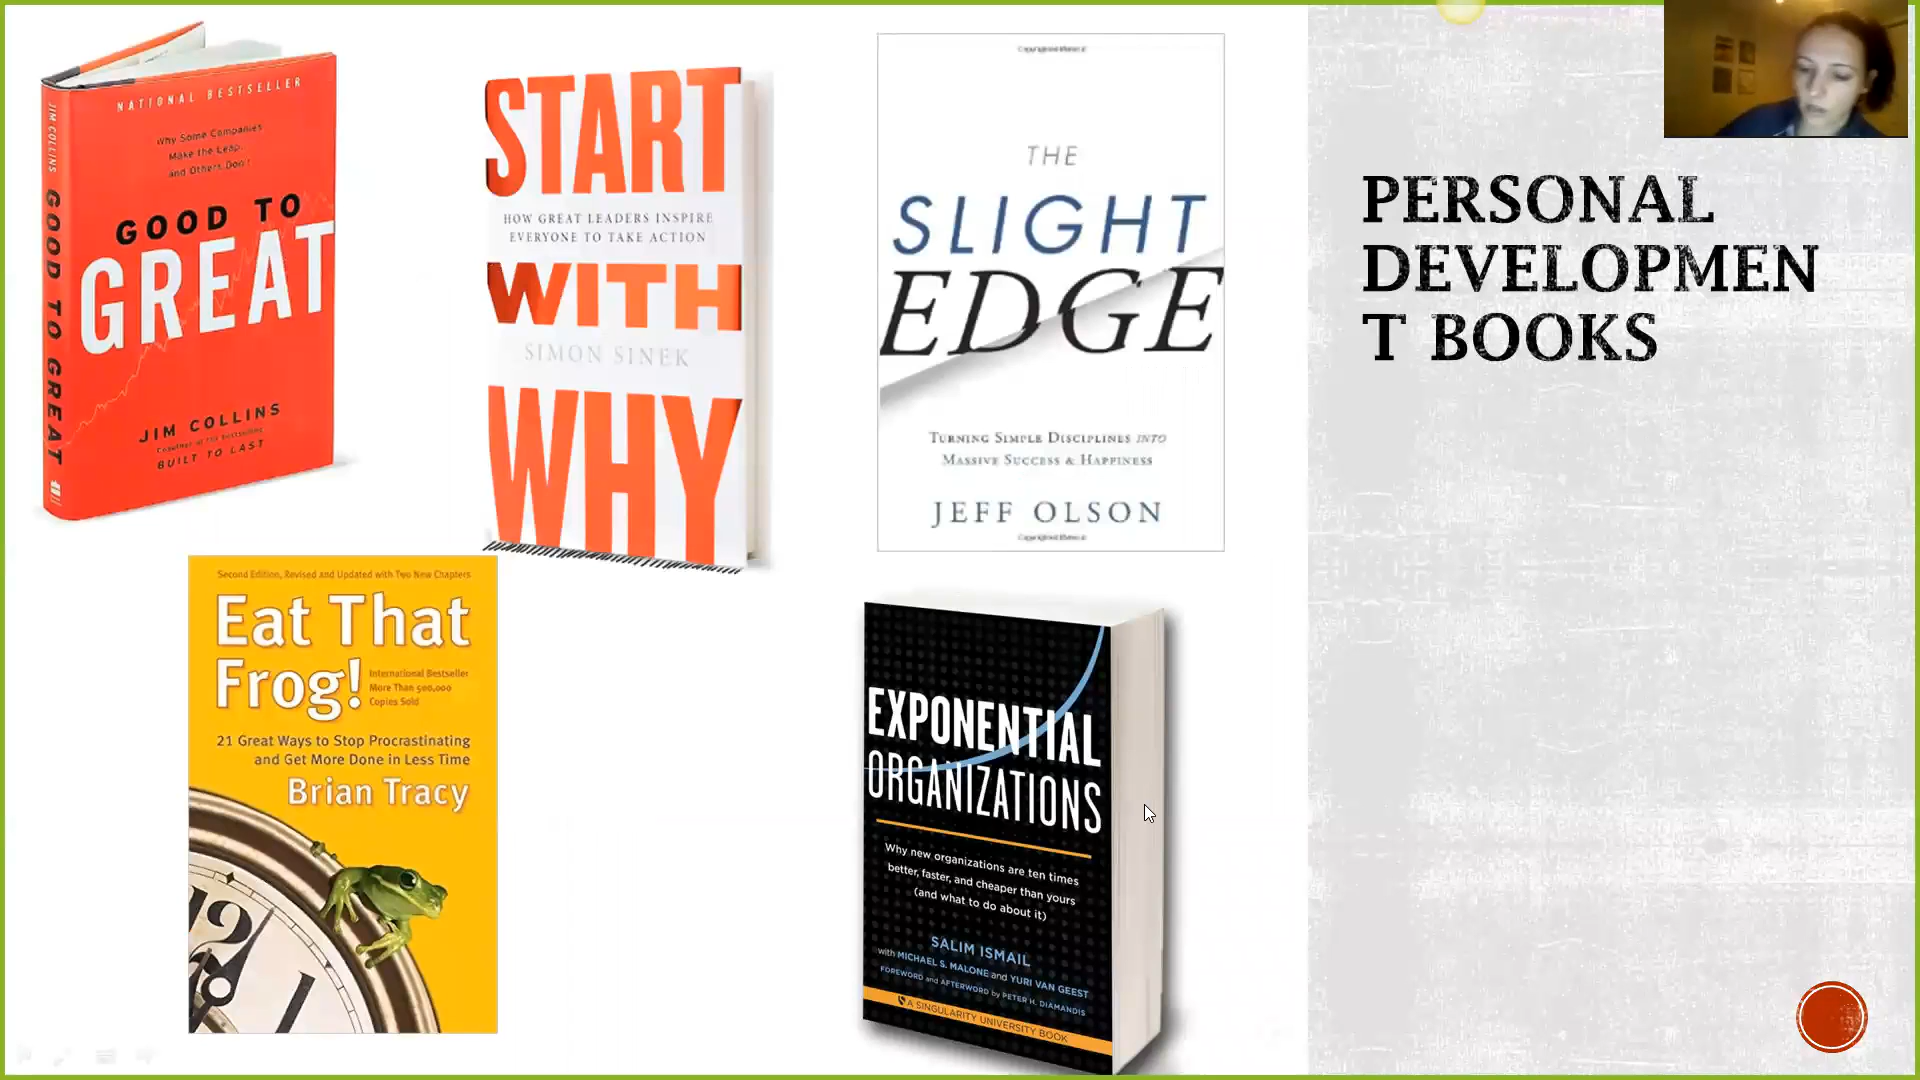 NATIONAL BESTSELLER
Why Some Companies
Make the Leap...
and Others Don't
GOOD TO
GREAT
JIM COLLINS
BUILT TO LAST
JIM COLLINS GOOD TO GREAT
START
HOW GREAT LEADERS INSPIRE
EVERYONE TO TAKE ACTION
WITH
SIMON SINEK
WHY
Copyrighted Material
THE
SLIGHT
EDGE
TURNING SIMPLE DISCIPLINES INTO
MASSIVE SUCCESS & HAPPINESS
JEFF OLSON
Copyrighted Material
PERSONAL
DEVELOPMEN
T BOOKS
Second Edition, Revised and Updated with Two New Chapters
Eat That
Frog!
International Bestseller
More Than 500,000
Copies Sold
21 Great Ways to Stop Procrastinating
and Get More Done in Less Time
Brian Tracy
12
1
EXPONENTIAL
ORGANIZATIONS
Why new organizations are ten times
better, faster, and cheaper than yours
(and what to do about it)
SALIM ISMAIL
with MICHAEL S. MALONE and YURI VAN GEEST
FOREWORD and AFTERWORD by PETER H. DIAMANDIS
A SINGULARITY UNIVERSITY BOOK